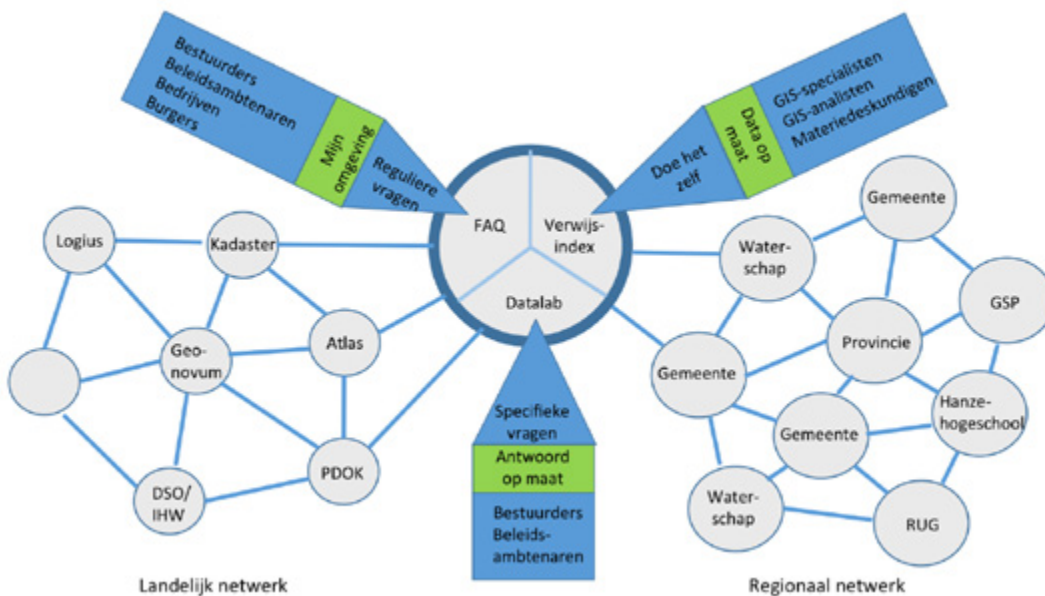 Bestuurders
Beleidsambtenaren
Bedrijven
Burgers
Mijn
omgeving
Reguliere
vragen
GIS-specialisten
GIS-analisten
Materiedeskundigen
Data op
maat
Doe het
zelf
FAQ
Verwijs-
index
Datalab
Logius
Kadaster
Geo-
novum
Atlas
DSO/
IHW
PDOK
Specifieke
vragen
Antwoord
op maat
Bestuurders
Beleids-
ambtenaren
Gemeente
Water-
schap
GSP
Provincie
Gemeente
Hanze-
hogeschool
Gemeente
Water-
schap
RUG
Landelijk netwerk
Regionaal netwerk